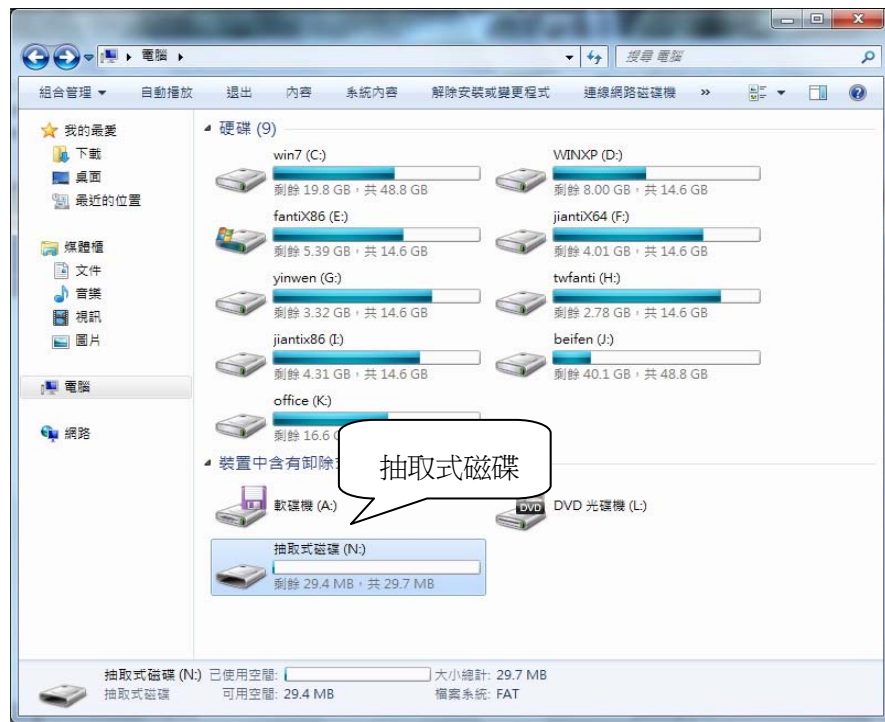 電腦
搜尋 電腦
組合管理 自動播放 退出 內容 系統內容 解除安裝或變更程式 連線網路磁碟機 »
我的最愛
下載
桌面
最近的位置
媒體櫃
文件
音樂
視訊
圖片
電腦
網路
硬碟 (9)
win7 (C:)
剩餘 19.8 GB,共 48.8 GB
WINXP (D:)
剩餘 8.00 GB,共 14.6 GB
fantiX86 (E:)
剩餘 5.39 GB,共 14.6 GB
jiantiX64 (F:)
剩餘 4.01 GB,共 14.6 GB
yinwen (G:)
剩餘 3.32 GB,共 14.6 GB
twfanti (H:)
剩餘 2.78 GB,共 14.6 GB
jiantix86 (I:)
剩餘 4.31 GB,共 14.6 GB
beifen (J:)
剩餘 40.1 GB,共 48.8 GB
office (K:)
剩餘 16.6
裝置中含有卸除
抽取式磁碟
軟碟機 (A:)
DVD 光碟機 (L:)
DVD
抽取式磁碟 (N:)
剩餘 29.4 MB,共 29.7 MB
抽取式磁碟 (N:) 已使用空間: 大小總計: 29.7 MB
抽取式磁碟 可用空間: 29.4 MB 檔案系統: FAT